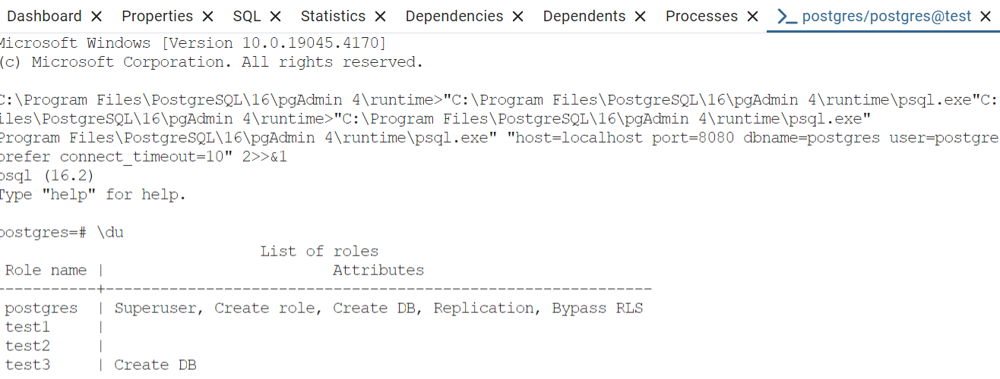 Dashboard × Properties × SQL × Statistics × Dependencies × Dependents × Processes × >_ postgres/postgres@test ×
Microsoft Windows [Version 10.0.19045.4170]
(c) Microsoft Corporation. All rights reserved.
C:\Program Files\PostgreSQL\16\pgAdmin 4\runtime>"C:\Program Files\PostgreSQL\16\pgAdmin 4\runtime\psql.exe"C:
iles\PostgreSQL\16\pgAdmin 4\runtime>"C:\Program Files\PostgreSQL\16\pgAdmin 4\runtime\psql.exe"
Program Files\PostgreSQL\16\pgAdmin 4\runtime\psql.exe" "host=localhost port=8080 dbname=postgres user=postgre
prefer connect_timeout=10" 2>>&1
psql (16.2)
Type "help" for help.
postgres=# \du
List of roles
Role name | Attributes
-----------+------------------------------------------------------------
postgres | Superuser, Create role, Create DB, Replication, Bypass RLS
test1 |
test2 |
test3 | Create DB